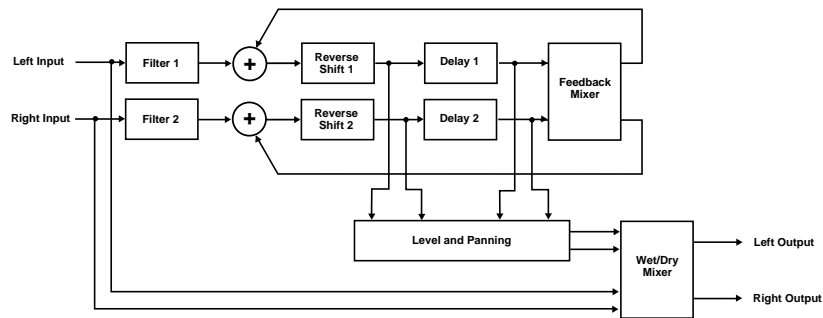 Left Input
Filter 1
+
Reverse
Shift 1
Delay 1
Feedback
Mixer
Right Input
Filter 2
+
Reverse
Shift 2
Delay 2
Level and Panning
Wet/Dry
Mixer
Left Output
Right Output